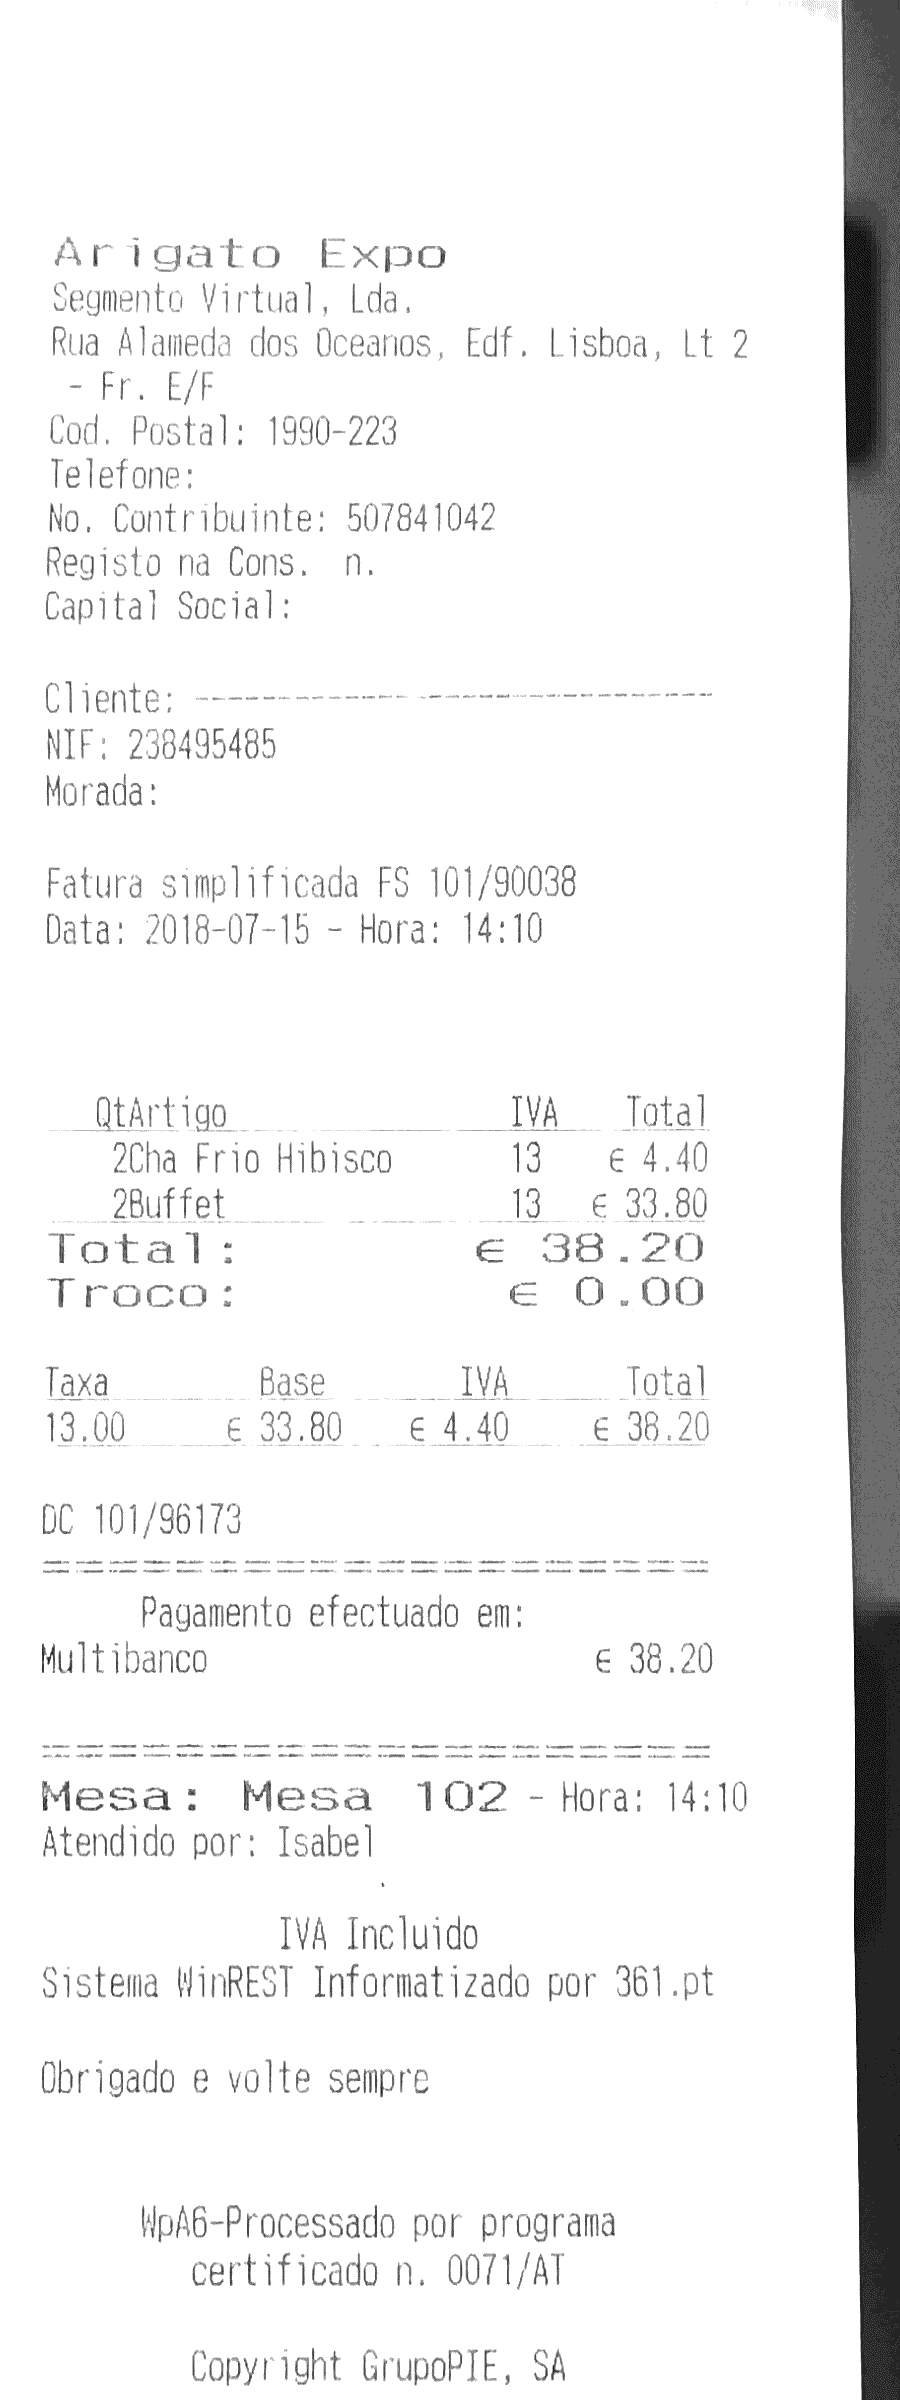 Arigato Expo
Segmento Virtual, Lda.
Rua Alameda dos Oceanos, Edf. Lisboa, Lt 2
- Fr. E/F
Cod. Postal: 1990-223
Telefone:
No. Contribuinte: 507841042
Registo na Cons. n.
Capital Social:
Cliente: --------------------------------
NIF: 238495485
Morada:
Fatura simplificada FS 101/90038
Data: 2018-07-15 - Hora: 14:10
QtArtigo IVA Total
2Cha Frio Hibisco 13 € 4.40
2Buffet 13 € 33.80
Total: € 38.20
Troco: € 0.00
Taxa Base IVA Total
13.00 € 33.80 € 4.40 € 38.20
DC 101/96173
====================
Pagamento efectuado em:
Multibanco € 38.20
====================
Mesa: Mesa 102 - Hora: 14:10
Atendido por: Isabel
IVA Incluido
Sistema WinREST Informatizado por 361.pt
Obrigado e volte sempre
WpA6-Processado por programa
certificado n. 0071/AT
Copyright GrupoPIE, SA